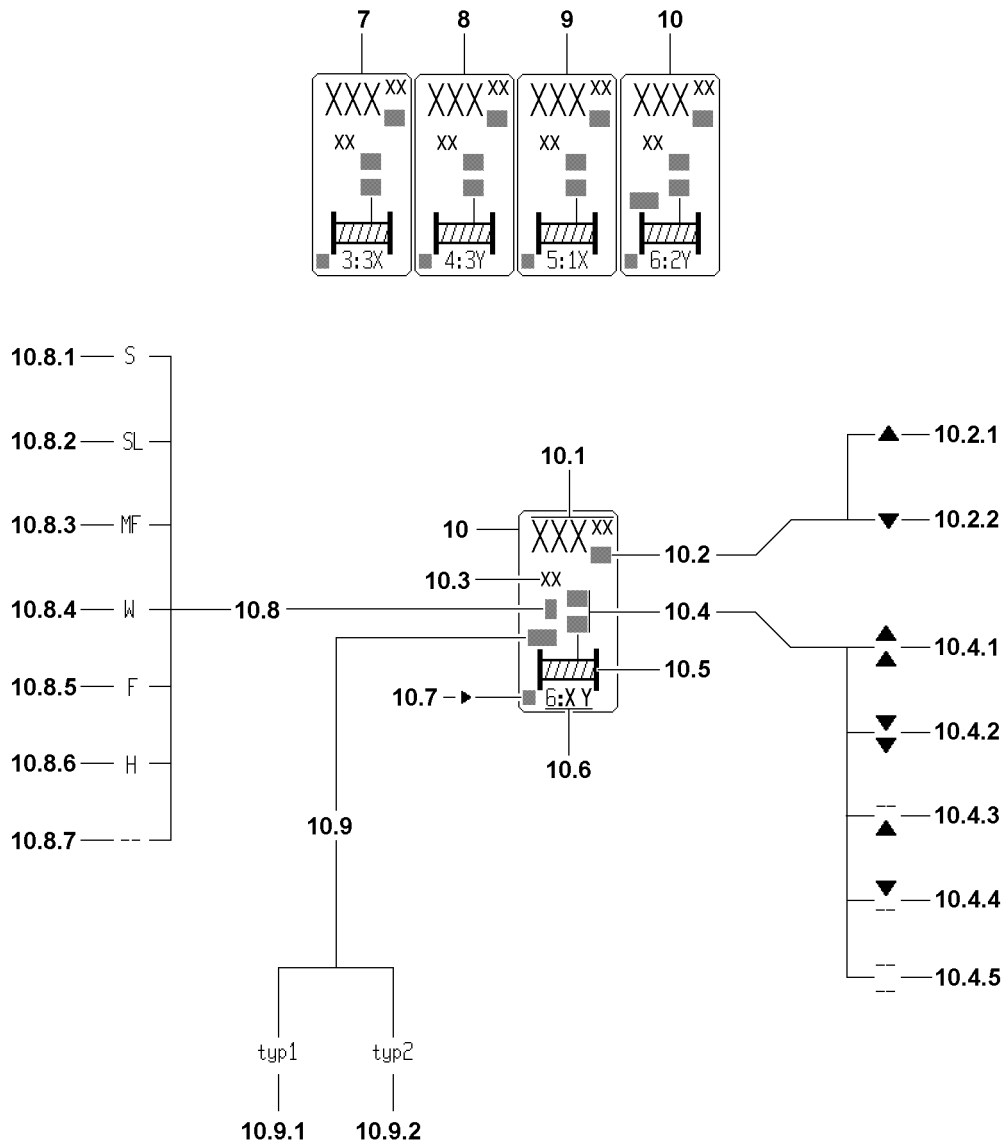 7 8 9 10
XXX XX XXX XX XXX XX XXX XX
XX XX XX XX
3:3X 4:3Y 5:1X 6:2Y
10.8.1 S
10.8.2 SL
10.8.3 MF
10.8.4 W
10.8.5 F
10.8.6 H
10.8.7 --
10.8
10.1
10
XXX XX
10.2
10.3 XX
10.4
10.5
10.7
6:X Y
10.6
10.2.1
10.2.2
10.4.1
10.4.2
-- 10.4.3
10.4.4
--
--
10.4.5
--
10.9
typ1 typ2
10.9.1 10.9.2